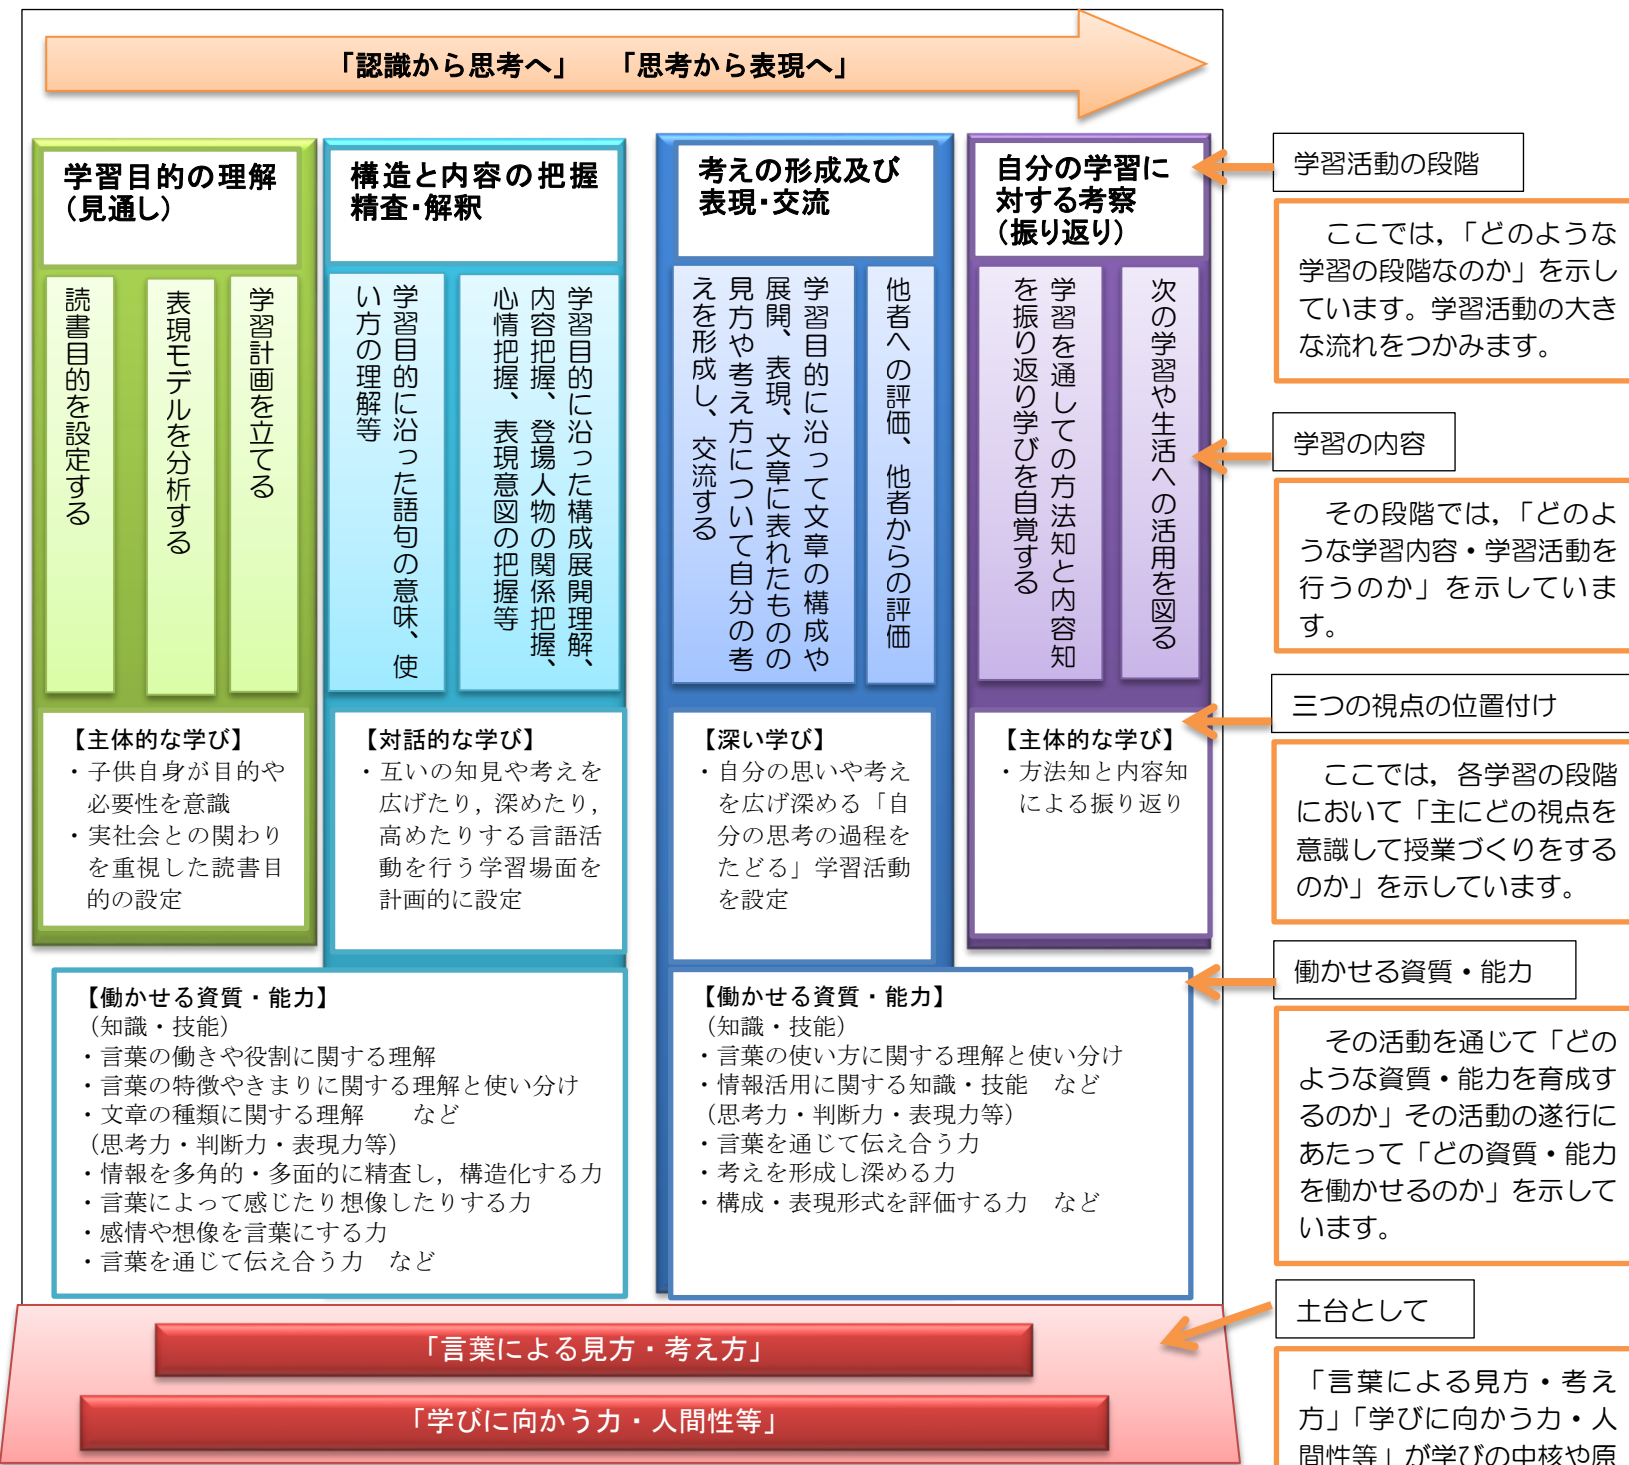 「認識から思考へ」　「思考から表現へ」
学習目的の理解
（見通し）
読書目的を設定する
表現モデルを分析する
学習計画を立てる
【主体的な学び】
・子供自身が目的や
必要性を意識
・実社会との関わり
を重視した読書目
的の設定
構造と内容の把握
精査・解釈
学習目的に沿った語句の意味、使
い方の理解等
学習目的に沿った構成展開理解、
内容把握、登場人物の関係把握、
心情把握、表現意図の把握等
【対話的な学び】
・互いの知見や考えを
広げたり，深めたり，
高めたりする言語活
動を行う学習場面を
計画的に設定
【働かせる資質・能力】
（知識・技能）
・言葉の働きや役割に関する理解
・言葉の特徴やきまりに関する理解と使い分け
・文章の種類に関する理解　　など
（思考力・判断力・表現力等）
・情報を多角的・多面的に精査し，構造化する力
・言葉によって感じたり想像したりする力
・感情や想像を言葉にする力
・言葉を通じて伝え合う力　など
考えの形成及び
表現・交流
学習目的に沿って文章の構成や
展開、表現、文章に表れたものの
見方や考え方について自分の考
えを形成し、交流する
他者への評価、他者からの評価
【深い学び】
・自分の思いや考え
を広げ深める「自
分の思考の過程を
たどる」学習活動
を設定
自分の学習に
対する考察
（振り返り）
学習を通しての方法知と内容知
を振り返り学びを自覚する
次の学習や生活への活用を図る
【主体的な学び】
・方法知と内容知
による振り返り
【働かせる資質・能力】
（知識・技能）
・言葉の使い方に関する理解と使い分け
・情報活用に関する知識・技能　など
（思考力・判断力・表現力等）
・言葉を通じて伝え合う力
・考えを形成し深める力
・構成・表現形式を評価する力　など
「言葉による見方・考え方」
「学びに向かう力・人間性等」
学習活動の段階
ここでは，「どのような
学習の段階なのか」を示し
ています。学習活動の大き
な流れをつかみます。
学習の内容
その段階では，「どのよ
うな学習内容・学習活動を
行うのか」を示していま
す。
三つの視点の位置付け
ここでは，各学習の段階
において「主にどの視点を
意識して授業づくりをする
のか」を示しています。
働かせる資質・能力
その活動を通じて「どの
ような資質・能力を育成す
るのか」その活動の遂行に
あたって「どの資質・能力
を働かせるのか」を示して
います。
土台として
「言葉による見方・考え
方」「学びに向かう力・人
間性等」が学びの中核や原